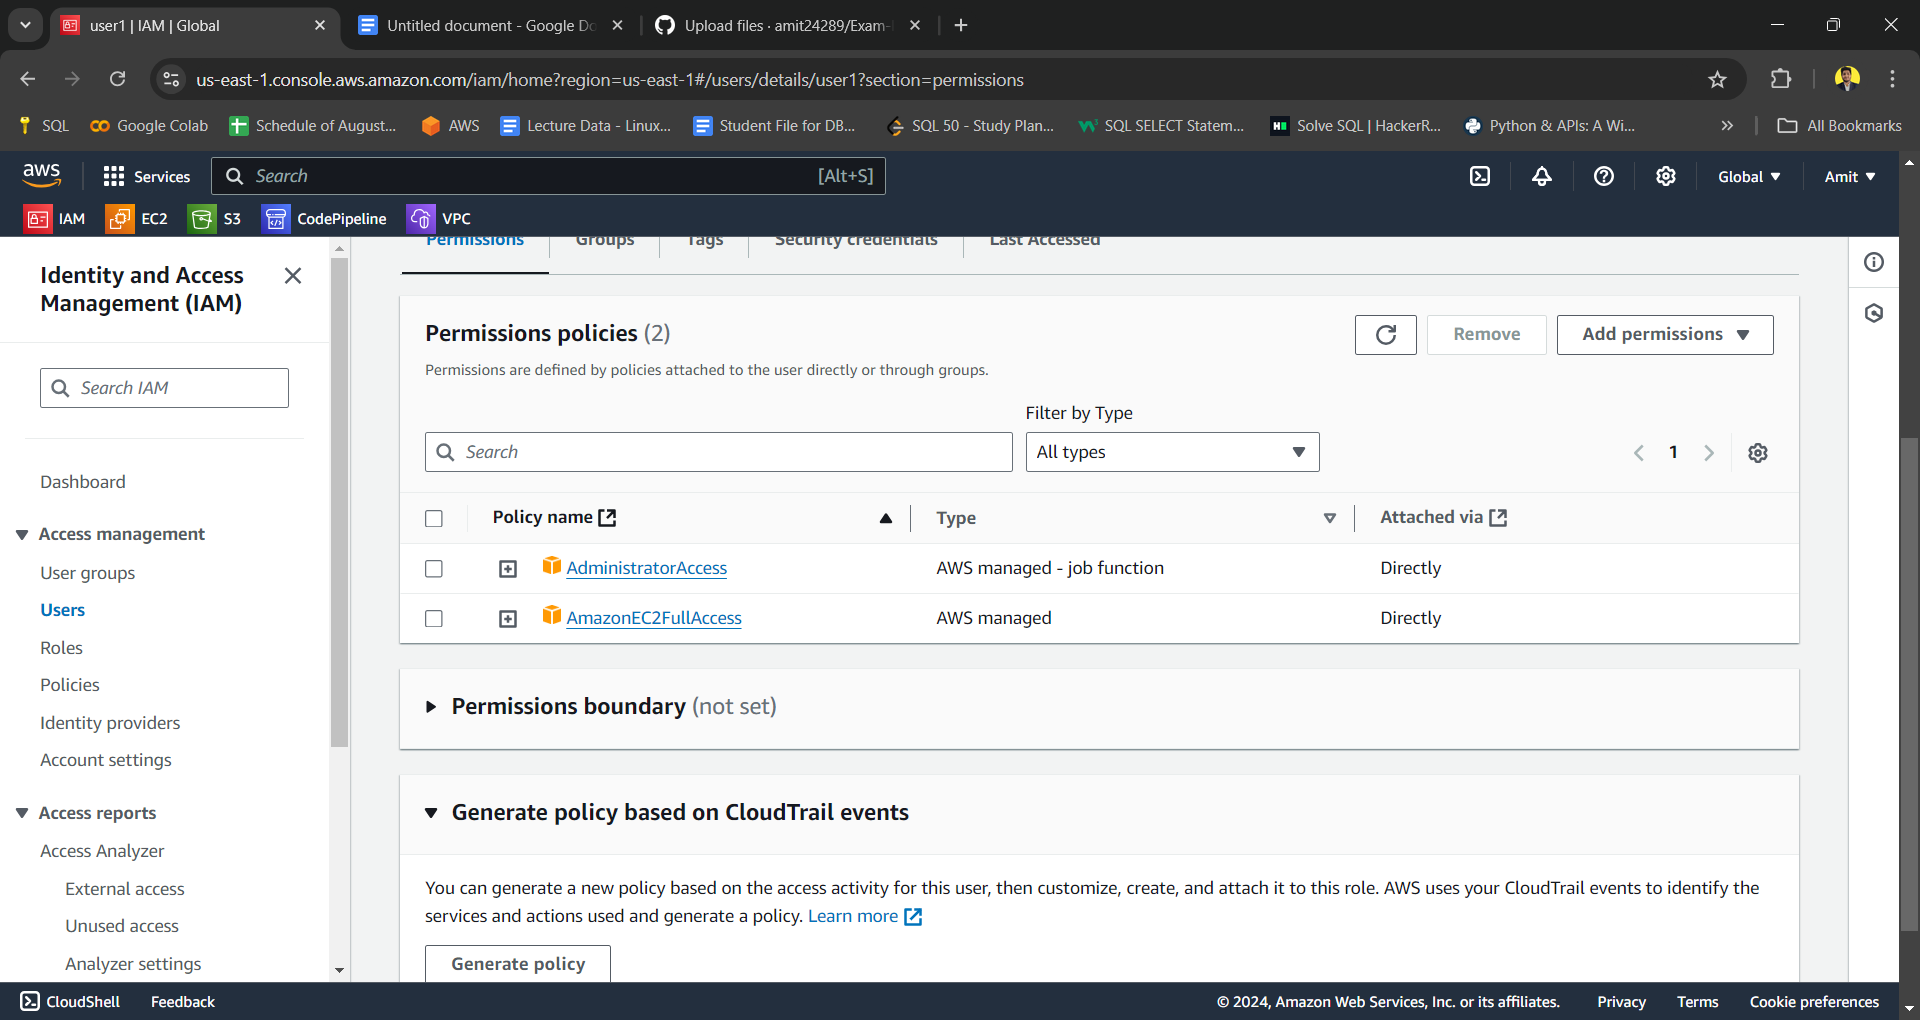 user1 | IAM | Global
Untitled document - Google Do
Upload files · amit24289/Exam-
us-east-1.console.aws.amazon.com/iam/home?region=us-east-1#/users/details/user1?section=permissions
SQL
Google Colab
Schedule of August...
AWS
Lecture Data - Linux...
Student File for DB...
SQL 50 - Study Plan...
SQL SELECT Statem...
Solve SQL | HackerR...
Python & APIs: A Wi...
All Bookmarks
aws
Services
Search
[Alt+S]
Global
Amit
IAM
EC2
S3
CodePipeline
VPC
Identity and Access
Management (IAM)
Search IAM
Dashboard
Access management
User groups
Users
Roles
Policies
Identity providers
Account settings
Access reports
Access Analyzer
External access
Unused access
Analyzer settings
Permissions
Groups
Tags
Security credentials
Last Accessed
Permissions policies (2)
Remove
Add permissions
Permissions are defined by policies attached to the user directly or through groups.
Filter by Type
Search
All types
1
Policy name
Type
Attached via
AdministratorAccess
AWS managed - job function
Directly
AmazonEC2FullAccess
AWS managed
Directly
Permissions boundary (not set)
Generate policy based on CloudTrail events
You can generate a new policy based on the access activity for this user, then customize, create, and attach it to this role. AWS uses your CloudTrail events to identify the
services and actions used and generate a policy. Learn more
Generate policy
CloudShell
Feedback
© 2024, Amazon Web Services, Inc. or its affiliates.
Privacy
Terms
Cookie preferences